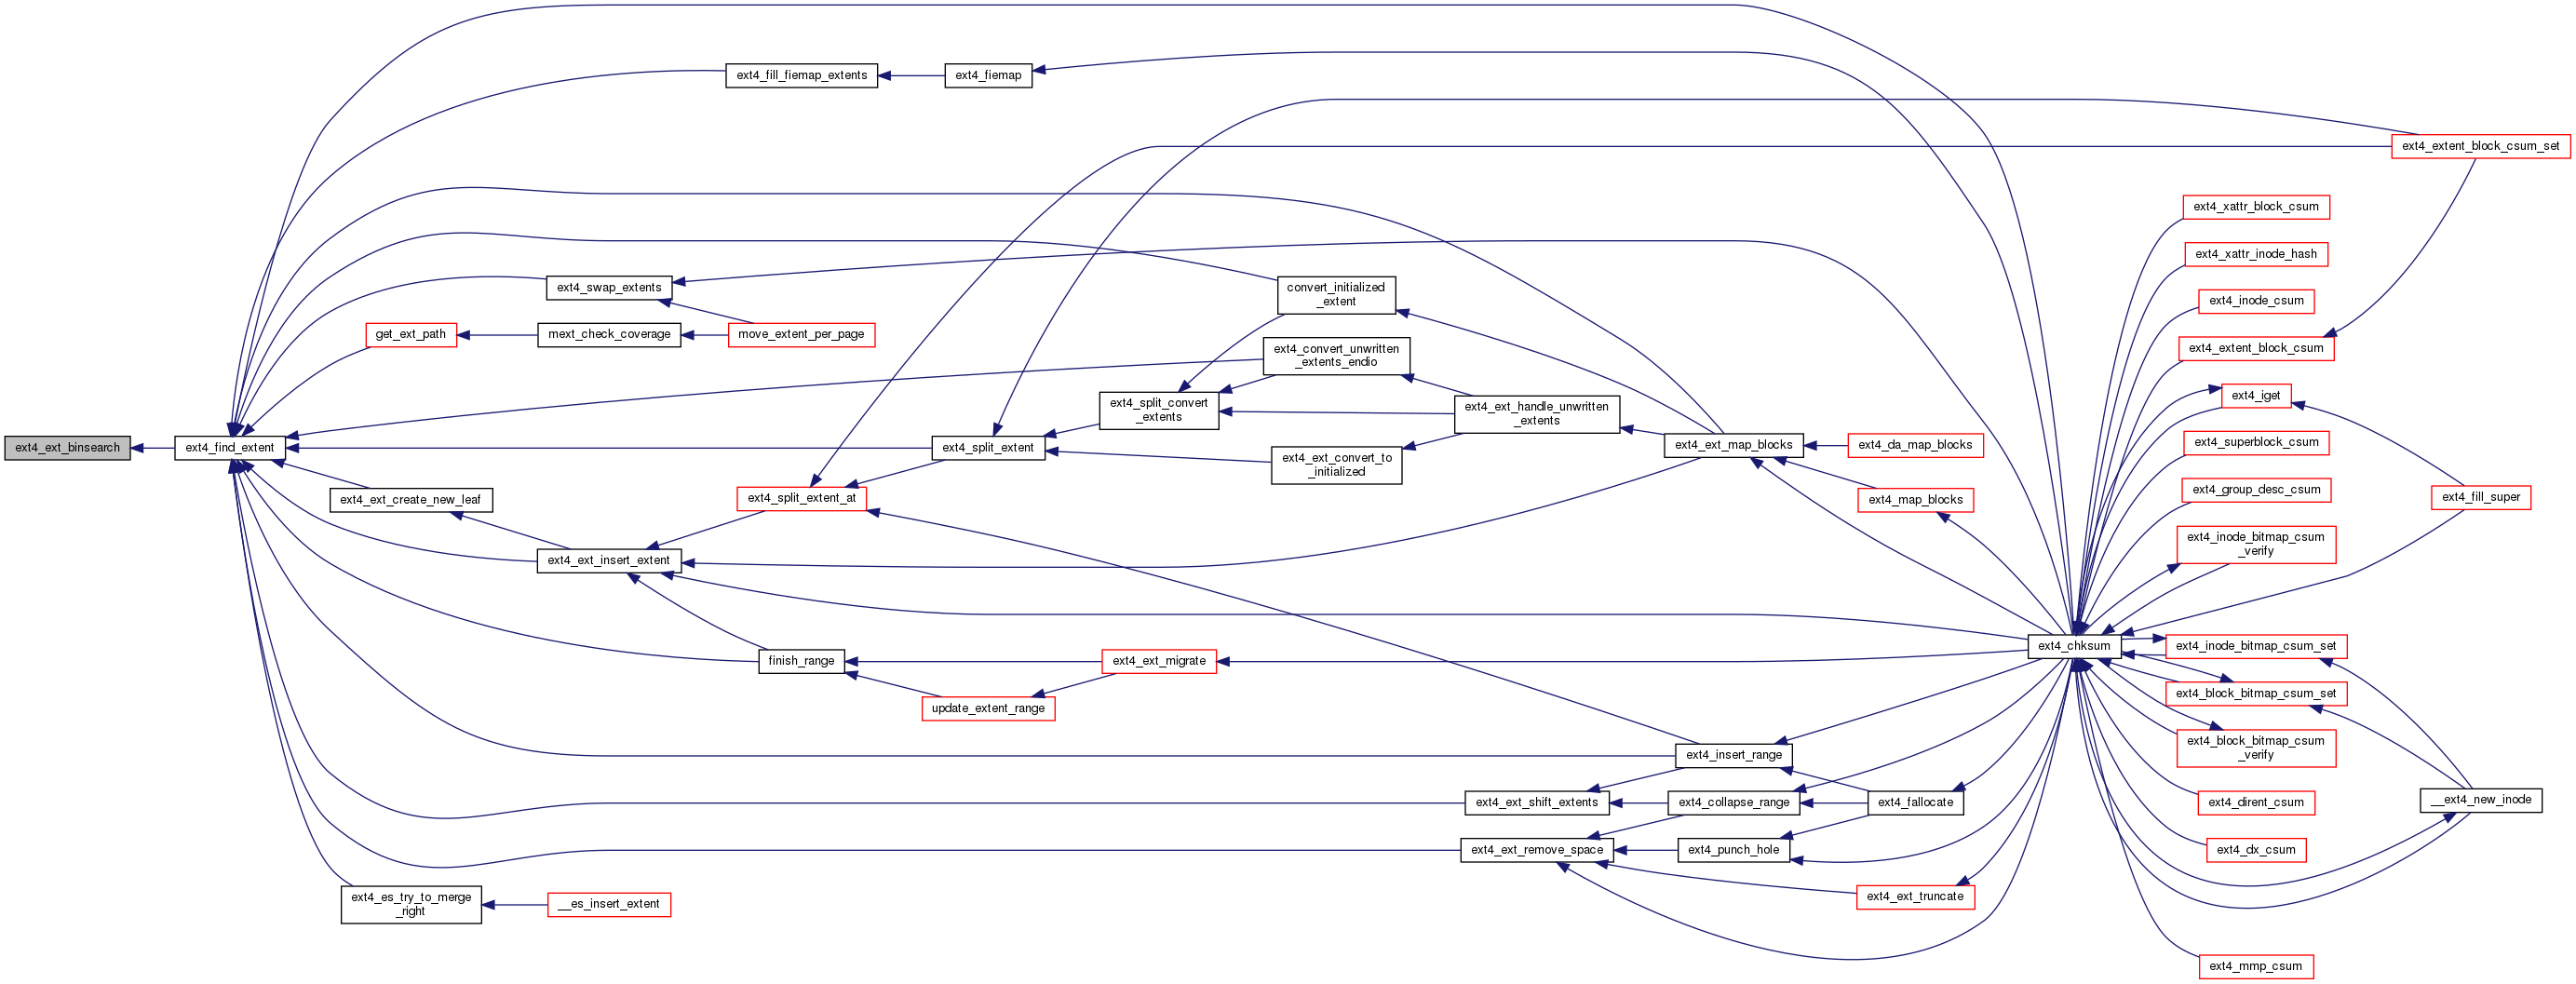 ext4_ext_binsearch
ext4_find_extent
ext4_fill_fiemap_extents
ext4_fiemap
ext4_swap_extents
get_ext_path
mext_check_coverage
move_extent_per_page
ext4_ext_create_new_leaf
ext4_ext_insert_extent
ext4_split_extent_at
finish_range
ext4_ext_migrate
update_extent_range
ext4_es_try_to_merge
_right
__es_insert_extent
ext4_split_extent
ext4_split_convert
_extents
convert_initialized
_extent
ext4_convert_unwritten
_extents_endio
ext4_ext_convert_to
_initialized
ext4_ext_handle_unwritten
_extents
ext4_ext_map_blocks
ext4_da_map_blocks
ext4_map_blocks
ext4_insert_range
ext4_ext_shift_extents
ext4_collapse_range
ext4_fallocate
ext4_ext_remove_space
ext4_punch_hole
ext4_ext_truncate
ext4_chksum
ext4_extent_block_csum_set
ext4_xattr_block_csum
ext4_xattr_inode_hash
ext4_inode_csum
ext4_extent_block_csum
ext4_iget
ext4_superblock_csum
ext4_group_desc_csum
ext4_fill_super
ext4_inode_bitmap_csum
_verify
ext4_inode_bitmap_csum_set
ext4_block_bitmap_csum_set
ext4_block_bitmap_csum
_verify
ext4_dirent_csum
__ext4_new_inode
ext4_dx_csum
ext4_mmp_csum